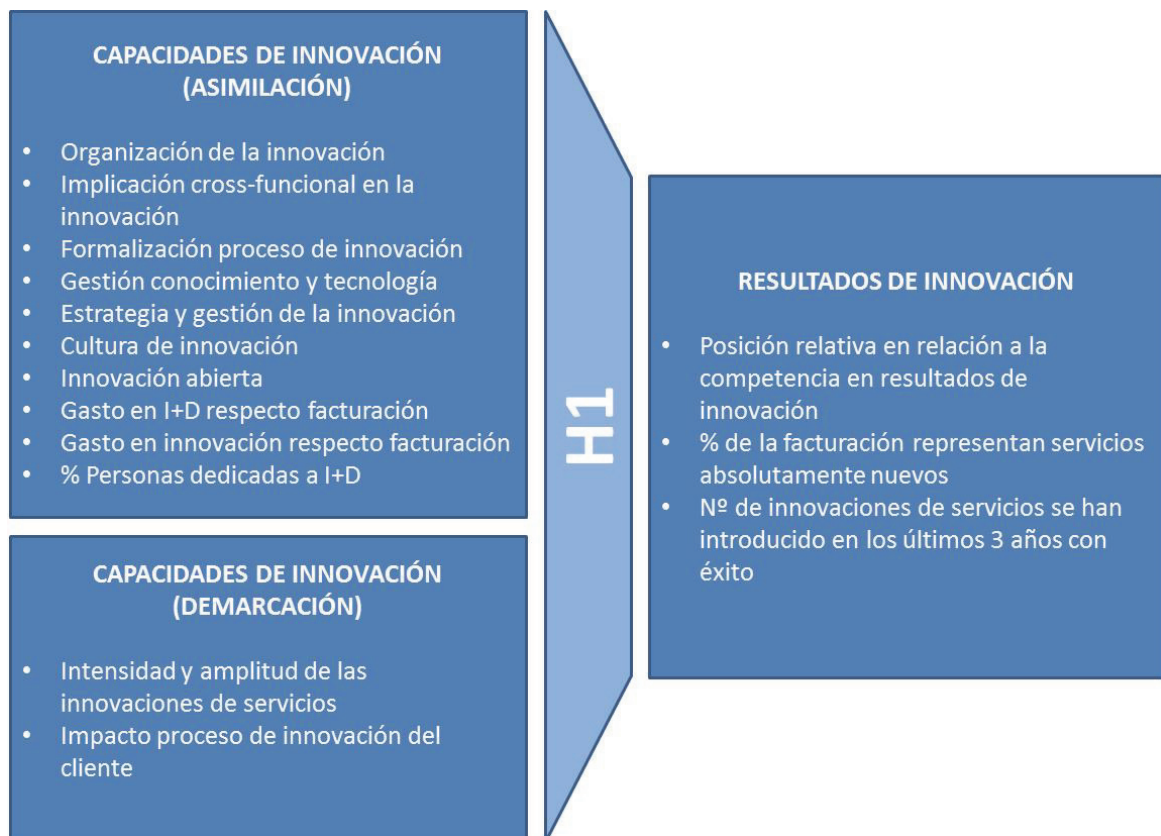 CAPACIDADES DE INNOVACIÓN
(ASIMILACIÓN)
• Organización de la innovación
• Implicación cross-funcional en la
innovación
• Formalización proceso de innovación
• Gestión conocimiento y tecnología
• Estrategia y gestión de la innovación
• Cultura de innovación
• Innovación abierta
• Gasto en I+D respecto facturación
• Gasto en innovación respecto facturación
• % Personas dedicadas a I+D
CAPACIDADES DE INNOVACIÓN
(DEMARCACIÓN)
• Intensidad y amplitud de las
innovaciones de servicios
• Impacto proceso de innovación del
cliente
H1
RESULTADOS DE INNOVACIÓN
• Posición relativa en relación a la
competencia en resultados de
innovación
• % de la facturación representan servicios
absolutamente nuevos
• Nº de innovaciones de servicios se han
introducido en los últimos 3 años con
éxito